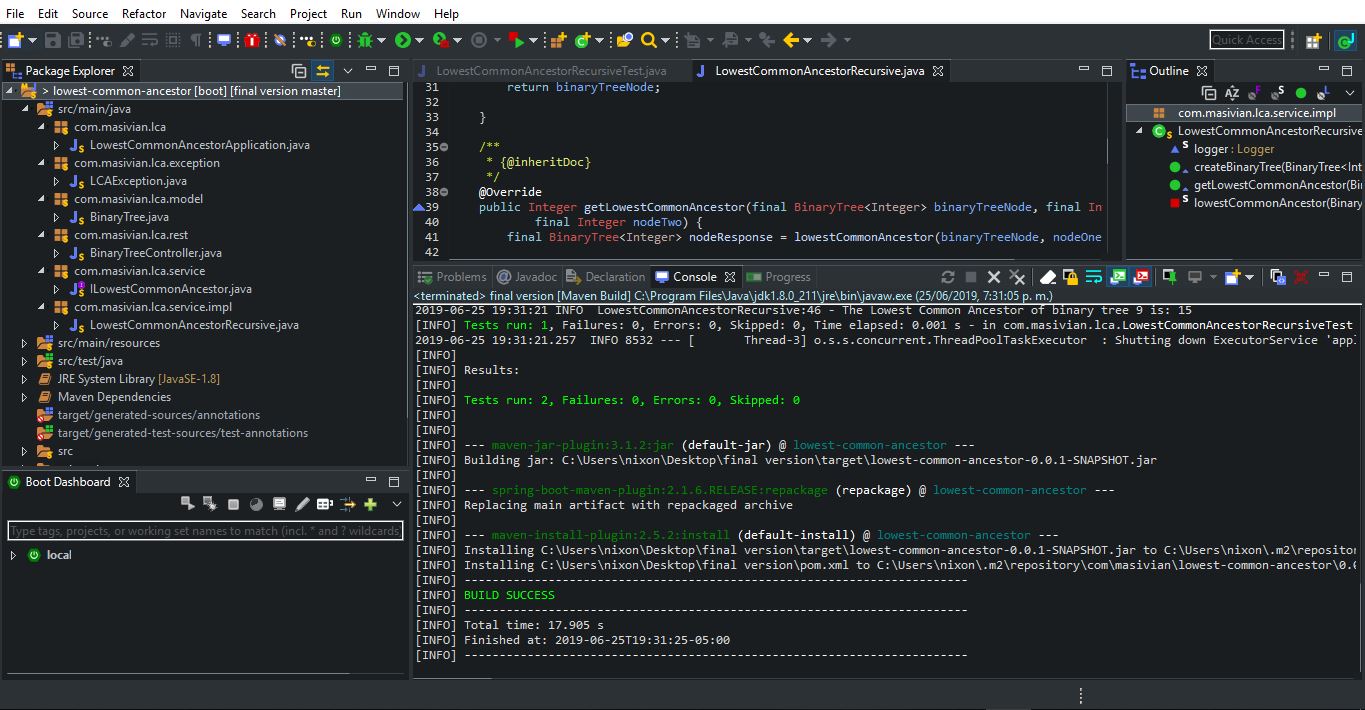 File Edit Source Refactor Navigate Search Project Run Window Help
Quick Access
Package Explorer
> lowest-common-ancestor [boot] [final version master]
src/main/java
com.masivian.lca
LowestCommonAncestorApplication.java
com.masivian.lca.exception
LCAException.java
com.masivian.lca.model
BinaryTree.java
com.masivian.lca.rest
BinaryTreeController.java
com.masivian.lca.service
ILowestCommonAncestor.java
com.masivian.lca.service.impl
LowestCommonAncestorRecursive.java
src/main/resources
src/test/java
JRE System Library [JavaSE-1.8]
Maven Dependencies
target/generated-sources/annotations
target/generated-test-sources/test-annotations
src
Boot Dashboard
Type tags, projects, or working set names to match (incl. * and ? wildcards)
local
LowestCommonAncestorRecursiveTest.java LowestCommonAncestorRecursive.java
31 return binaryTreeNode;
32
33 }
34
35 /**
36 * {@inheritDoc}
37 */
38 @Override
39 public Integer getLowestCommonAncestor(final BinaryTree<Integer> binaryTreeNode, final In
40 final Integer nodeTwo) {
41 final BinaryTree<Integer> nodeResponse = lowestCommonAncestor(binaryTreeNode, nodeOne
42
Outline
com.masivian.lca.service.impl
LowestCommonAncestorRecursive
logger : Logger
createBinaryTree(BinaryTree<Int
getLowestCommonAncestor(Bi
lowestCommonAncestor(Binary
Problems Javadoc Declaration Console Progress
<terminated> final version [Maven Build] C:\Program Files\Java\jdk1.8.0_211\jre\bin\javaw.exe (25/06/2019, 7:31:05 p. m.)
2019-06-25 19:31:21 INFO LowestCommonAncestorRecursive:46 - The Lowest Common Ancestor of binary tree 9 is: 15
[INFO] Tests run: 1, Failures: 0, Errors: 0, Skipped: 0, Time elapsed: 0.001 s - in com.masivian.lca.LowestCommonAncestorRecursiveTest
2019-06-25 19:31:21.257 INFO 8532 --- [ Thread-3] o.s.s.concurrent.ThreadPoolTaskExecutor : Shutting down ExecutorService 'appl
[INFO]
[INFO] Results:
[INFO]
[INFO] Tests run: 2, Failures: 0, Errors: 0, Skipped: 0
[INFO]
[INFO]
[INFO] --- maven-jar-plugin:3.1.2:jar (default-jar) @ lowest-common-ancestor ---
[INFO] Building jar: C:\Users\nixon\Desktop\final version\target\lowest-common-ancestor-0.0.1-SNAPSHOT.jar
[INFO]
[INFO] --- spring-boot-maven-plugin:2.1.6.RELEASE:repackage (repackage) @ lowest-common-ancestor ---
[INFO] Replacing main artifact with repackaged archive
[INFO]
[INFO] --- maven-install-plugin:2.5.2:install (default-install) @ lowest-common-ancestor ---
[INFO] Installing C:\Users\nixon\Desktop\final version\target\lowest-common-ancestor-0.0.1-SNAPSHOT.jar to C:\Users\nixon\.m2\repositor
[INFO] Installing C:\Users\nixon\Desktop\final version\pom.xml to C:\Users\nixon\.m2\repository\com\masivian\lowest-common-ancestor\0.0
[INFO] ------------------------------------------------------------------------
[INFO] BUILD SUCCESS
[INFO] ------------------------------------------------------------------------
[INFO] Total time: 17.905 s
[INFO] Finished at: 2019-06-25T19:31:25-05:00
[INFO] ------------------------------------------------------------------------